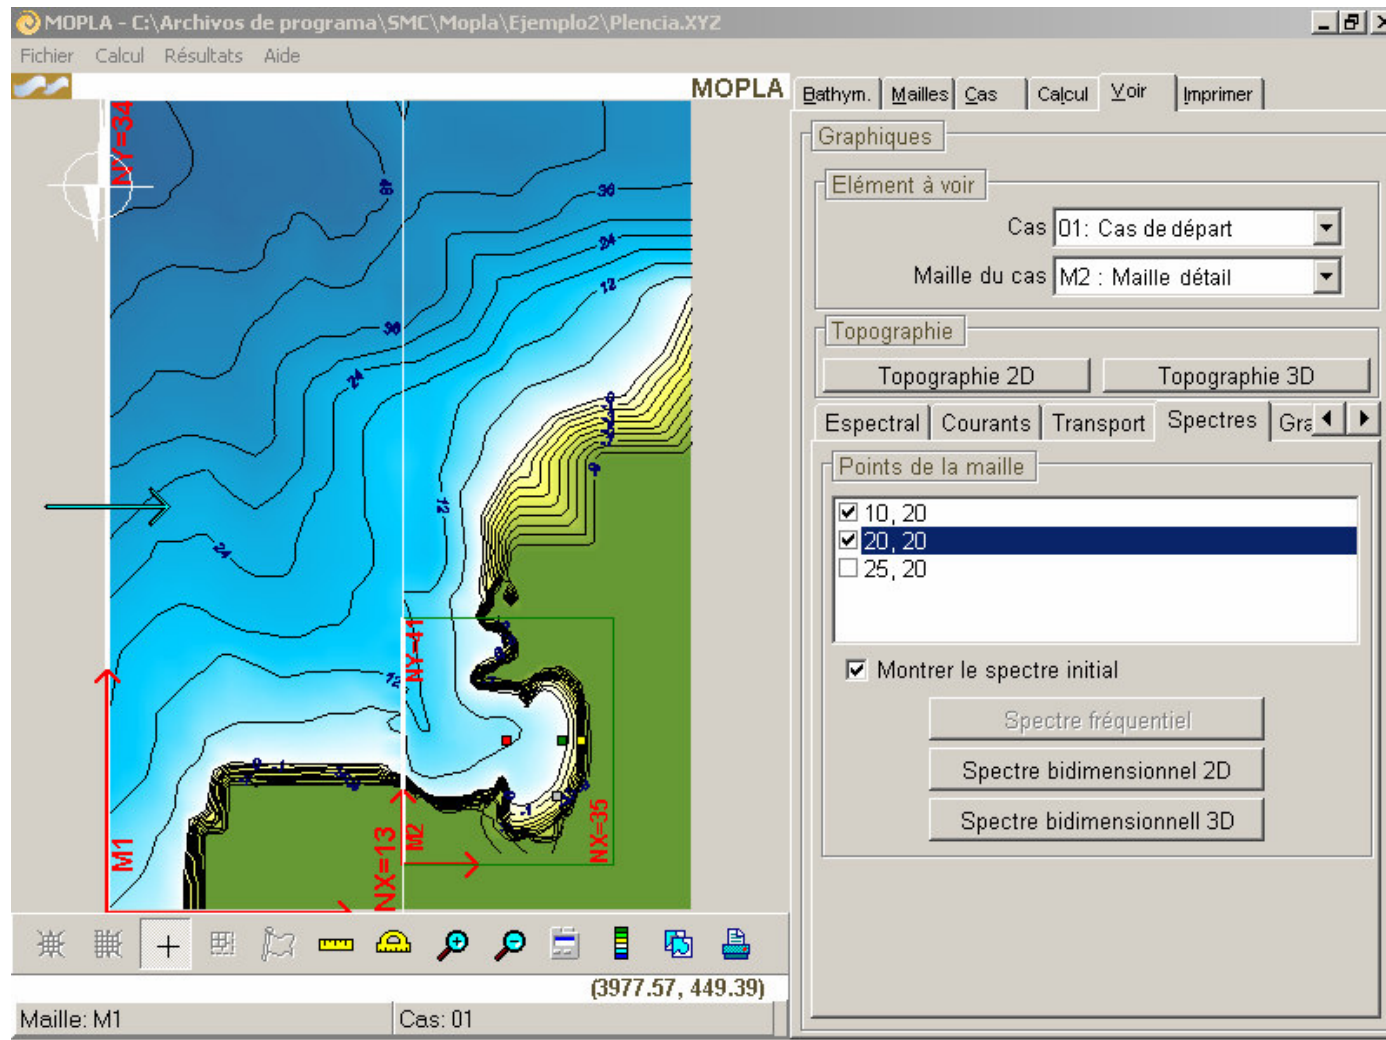 MOPLA - C:\Archivos de programa\SMC\Mopla\Ejemplo2\Plencia.XYZ
Fichier Calcul Résultats Aide
MOPLA
Bathym. Mailles Cas Calcul Voir Imprimer
Graphiques
Elément à voir
Cas 01: Cas de départ
Maille du cas M2 : Maille détail
Topographie
Topographie 2D Topographie 3D
Espectral Courants Transport Spectres Gra
Points de la maille
10, 20
20, 20
25, 20
Montrer le spectre initial
Spectre fréquentiel
Spectre bidimensionnel 2D
Spectre bidimensionnell 3D
NY=34
48
36
24
12
36
24
12
24
12
NY=41
M1
NX=13
M2
NX=35
(3977.57, 449.39)
Maille: M1 Cas: 01